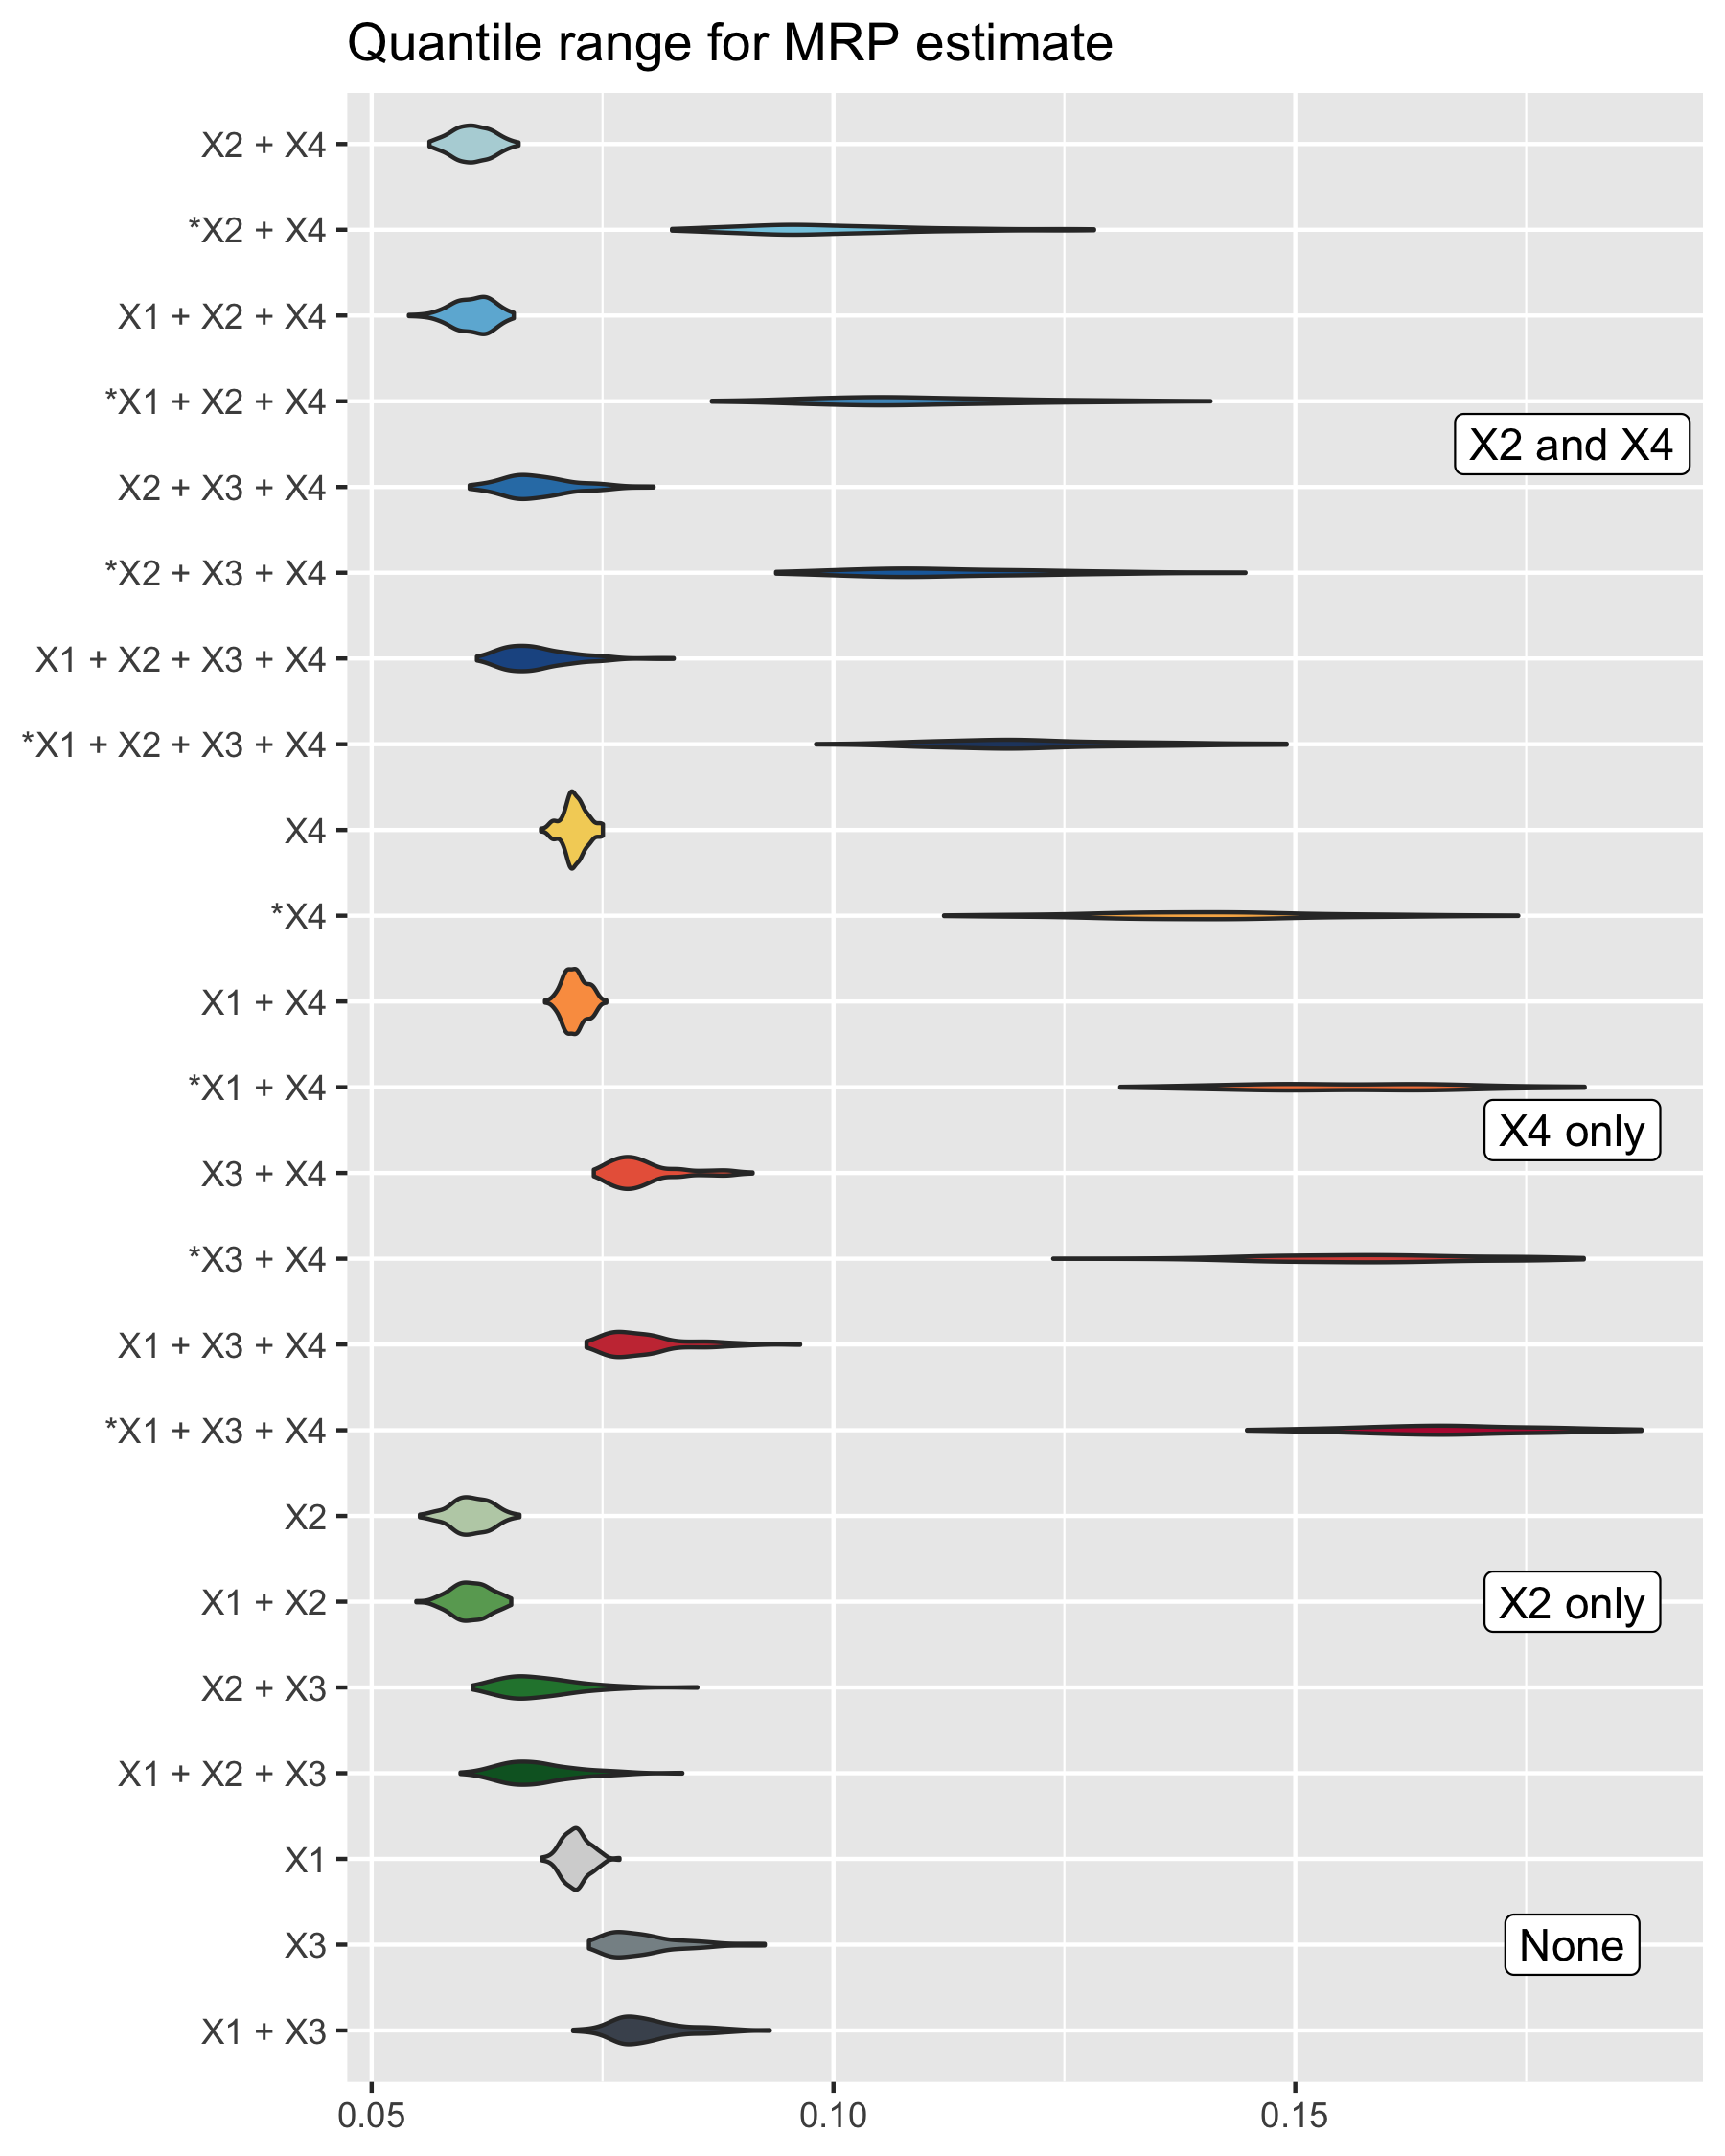 Quantile range for MRP estimate
X2 + X4
*X2 + X4
X1 + X2 + X4
*X1 + X2 + X4
X2 and X4
X2 + X3 + X4
*X2 + X3 + X4
X1 + X2 + X3 + X4
*X1 + X2 + X3 + X4
X4
*X4
X1 + X4
*X1 + X4
X4 only
X3 + X4
*X3 + X4
X1 + X3 + X4
*X1 + X3 + X4
X2
X1 + X2
X2 only
X2 + X3
X1 + X2 + X3
X1
X3
None
X1 + X3
0.05 0.10 0.15